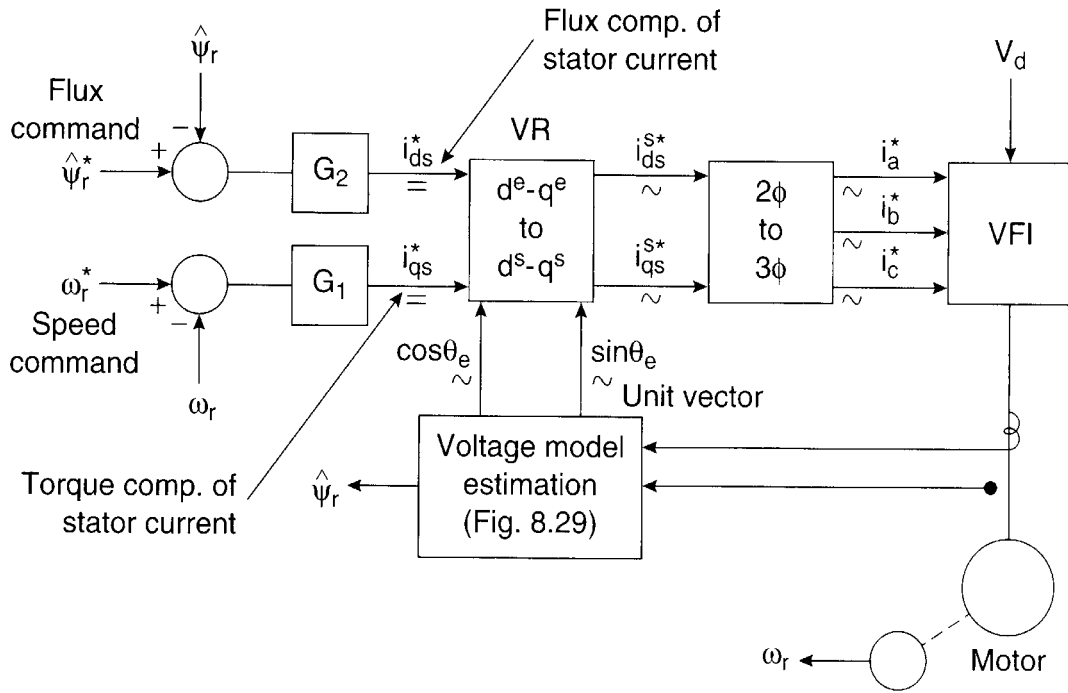 Flux comp. of
stator current
ψ̂r
Vd
Flux
command
VR
−
+
ψ̂r*
G2
i*ds
=
de-qe
to
ds-qs
is*ds
~
2ϕ
to
3ϕ
i*a
~
i*b
~
i*c
~
VFI
ωr*
+
−
Speed
command
ωr
G1
i*qs
=
is*qs
~
cosθe
~
sinθe
~
Unit vector
Torque comp. of
stator current
ψ̂r
Voltage model
estimation
(Fig. 8.29)
ωr
Motor